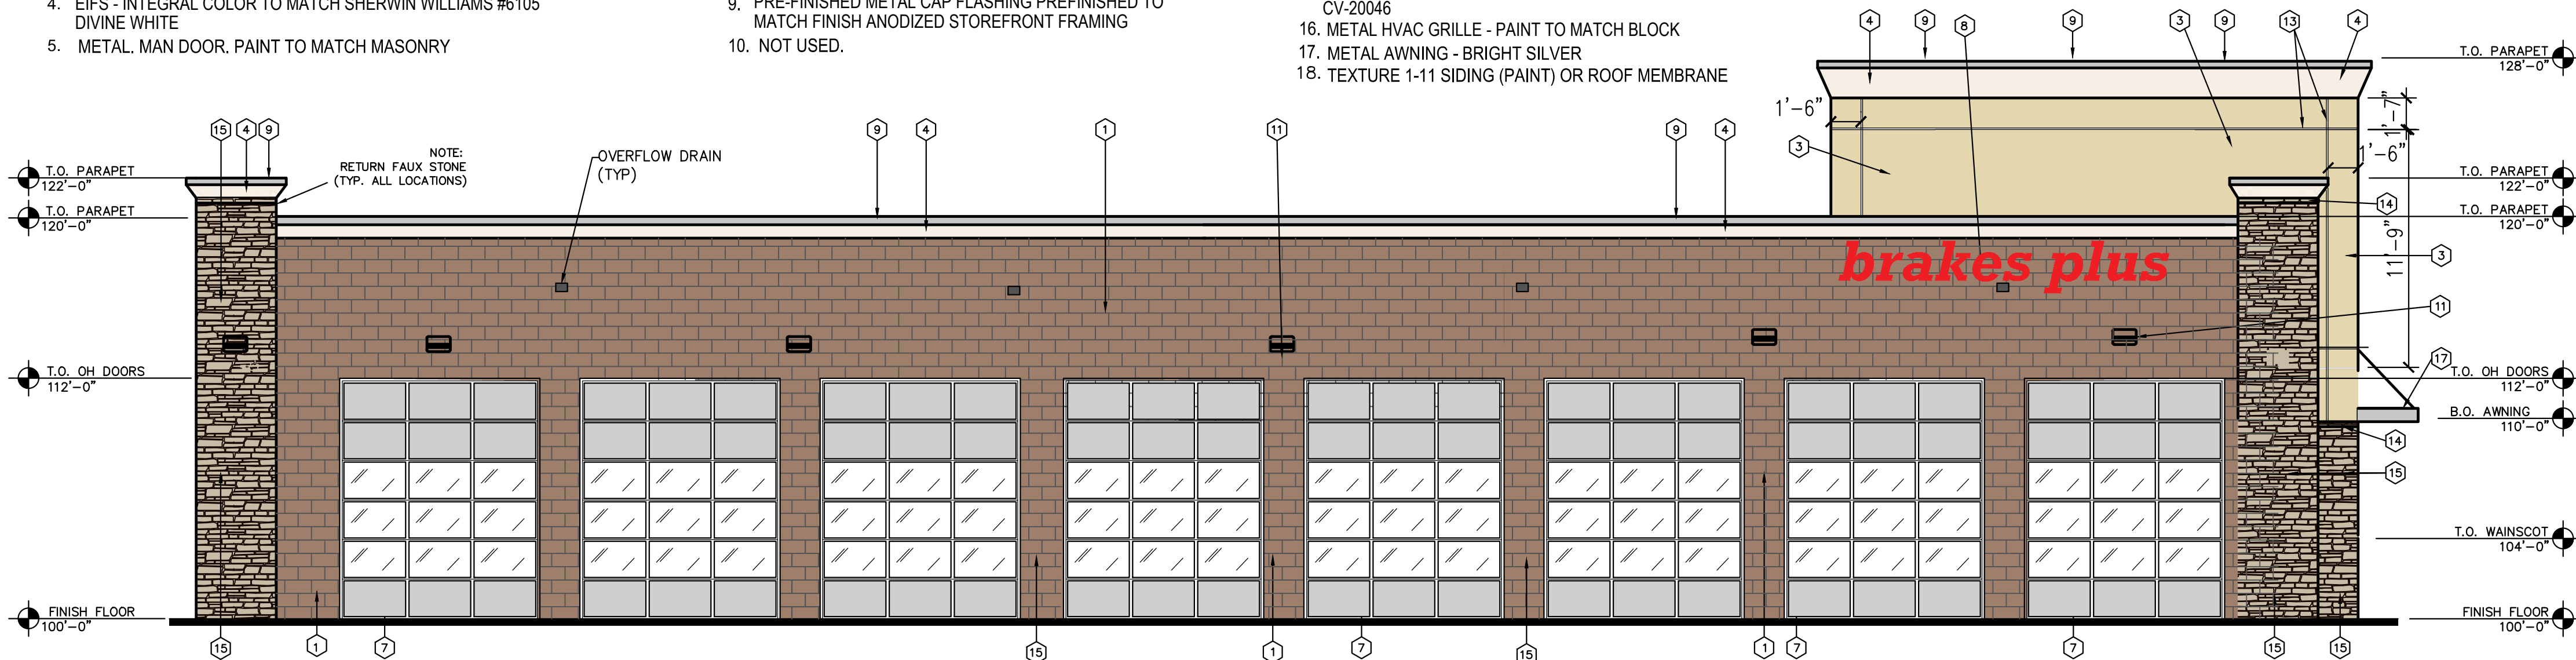 4. EIFS - INTEGRAL COLOR TO MATCH SHERWIN WILLIAMS #6105
DIVINE WHITE
5. METAL. MAN DOOR. PAINT TO MATCH MASONRY
9. PRE-FINISHED METAL CAP FLASHING PREFINISHED TO
MATCH FINISH ANODIZED STOREFRONT FRAMING
10. NOT USED.
CV-20046
16. METAL HVAC GRILLE - PAINT TO MATCH BLOCK
17. METAL AWNING - BRIGHT SILVER
18. TEXTURE 1-11 SIDING (PAINT) OR ROOF MEMBRANE
4 9 8 9 3 9 13 4
T.O. PARAPET
128'-0"
1'-6"
1'-7"
15 4 9
NOTE:
RETURN FAUX STONE
(TYP. ALL LOCATIONS)
OVERFLOW DRAIN
(TYP)
9 4 1 11 9 4
3
1'-6"
T.O. PARAPET
122'-0"
T.O. PARAPET
120'-0"
T.O. PARAPET
122'-0"
14
T.O. PARAPET
120'-0"
11'-9"
3
brakes plus
11
17
T.O. OH DOORS
112'-0"
T.O. OH DOORS
112'-0"
B.O. AWNING
110'-0"
14
15
T.O. WAINSCOT
104'-0"
FINISH FLOOR
100'-0"
FINISH FLOOR
100'-0"
15 1 7 15 1 7 15 1 7 7 15 15